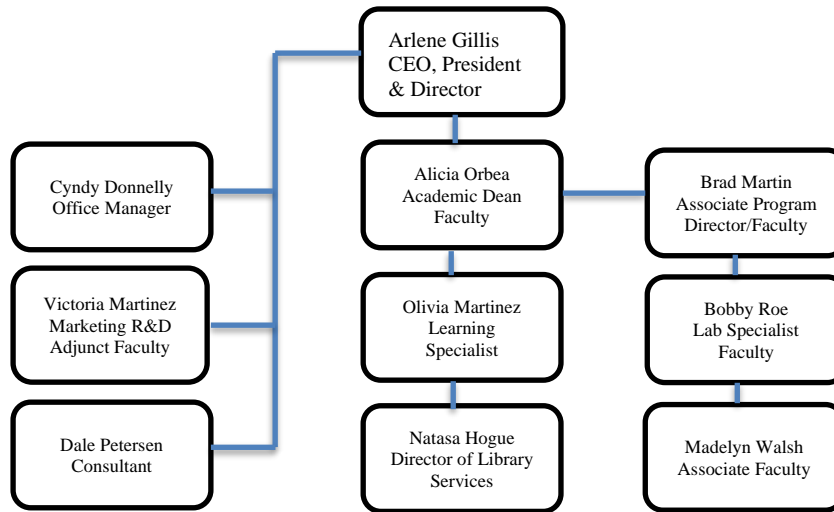 Arlene Gillis
CEO, President
& Director
Cyndy Donnelly
Office Manager
Alicia Orbea
Academic Dean
Faculty
Brad Martin
Associate Program
Director/Faculty
Victoria Martinez
Marketing R&D
Adjunct Faculty
Olivia Martinez
Learning
Specialist
Bobby Roe
Lab Specialist
Faculty
Dale Petersen
Consultant
Natasa Hogue
Director of Library
Services
Madelyn Walsh
Associate Faculty